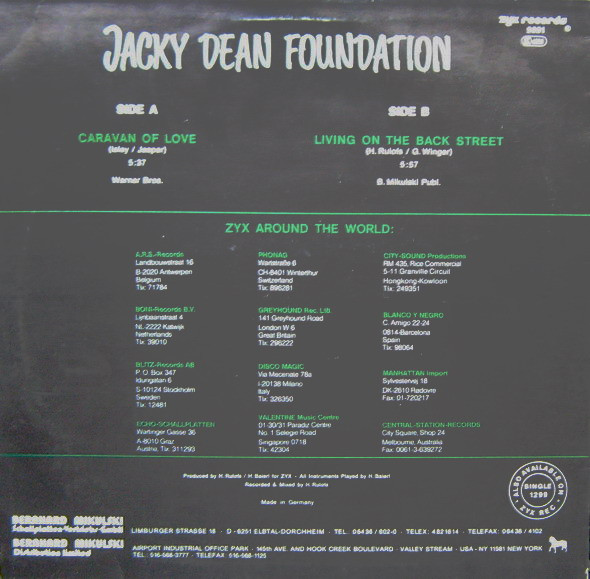 JACKY DEAN FOUNDATION
zyx records
SIDE A
CARAVAN OF LOVE
(Isley / Jasper)
5:37
Warner Bros.
SIDE B
LIVING ON THE BACK STREET
(H. Rulofs / G. Winger)
5:57
B. Mikulski Publ.
ZYX AROUND THE WORLD:
A.R.S.-Records
Landbouwstraat 16
B-2020 Antwerpen
Belgium
Tlx: 71784
BONI-Records B.V.
Lijnbaanstraat 4
NL-2222 Katwijk
Netherlands
Tlx. 39010
BLITZ-Records AB
P. O. Box 347
Idungatan 6
S-10124 Stockholm
Sweden
Tlx: 12481
ECHO-SCHALLPLATTEN
Wartinger Gasse 36
A-8010 Graz
Austria, Tlx: 311293
PHONAG
Wartstraße 6
CH-8401 Winterthur
Switzerland
Tlx: 896281
GREYHOUND Rec. LIB.
141 Greyhound Road
London W 6
Great Britain
Tlx: 296222
DISCO MAGIC
Via Mecenate 78a
I-20138 Milano
Italy
Tlx: 326350
VALENTINE Music Centre
01-30/31 Paradiz Centre
No. 1 Selegie Road
Singapore 0718
Tlx. 42304
CITY-SOUND Productions
RM 435, Rice Commercial
5-11 Granville Circuit
Hongkong-Kowloon
Tlx: 249351
BLANCO Y NEGRO
C. Amigo 22-24
0814-Barcelona
Spain
Tlx: 98064
MANHATTAN Import
Sylvestervej 18
DK-2610 Rødovre
Fax: 01-720217
CENTRAL-STATION-RECORDS
City Square, Shop 24
Melbourne, Australia
Fax: 0061-3-639272
Produced by H. Rulofs / H. Baierl for ZYX - All Instruments Played by H. Baierl
Recorded & Mixed by H. Rulofs
Made in Germany
ALSO AVAILABLE ON
SINGLE
1299
ZYX REC
BERNHARD MIKULSKI
Schallplatten-Vertriebs-GmbH
LIMBURGER STRASSE 18 · D-6251 ELBTAL-DORCHHEIM · TEL. 06436 / 602-0 · TELEX: 4821614 · TELEFAX: 06436 / 4102
BERNHARD MIKULSKI
Distribution limited
AIRPORT INDUSTRIAL OFFICE PARK · 145th AVE. AND HOOK CREEK BOULEVARD · VALLEY STREAM · USA - NY 11581 NEW YORK
TEL.: 516-568-3777 · TELEFAX 516-568-1125